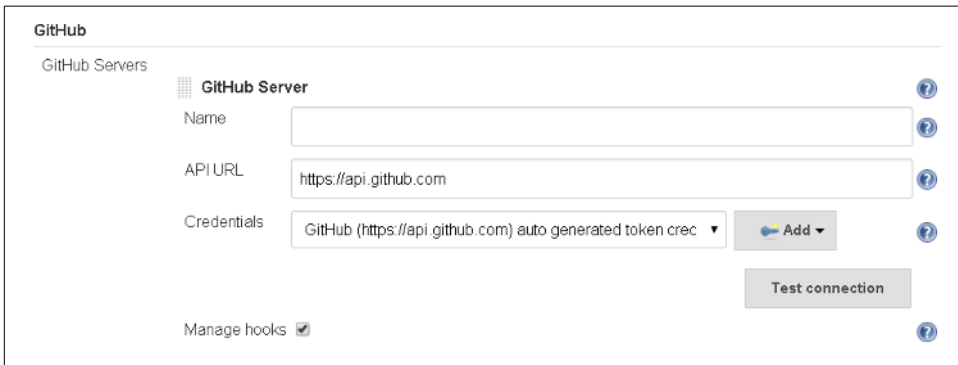 GitHub
GitHub Servers
GitHub Server
Name
API URL
https://api.github.com
Credentials
GitHub (https://api.github.com) auto generated token crec
Add
Test connection
Manage hooks